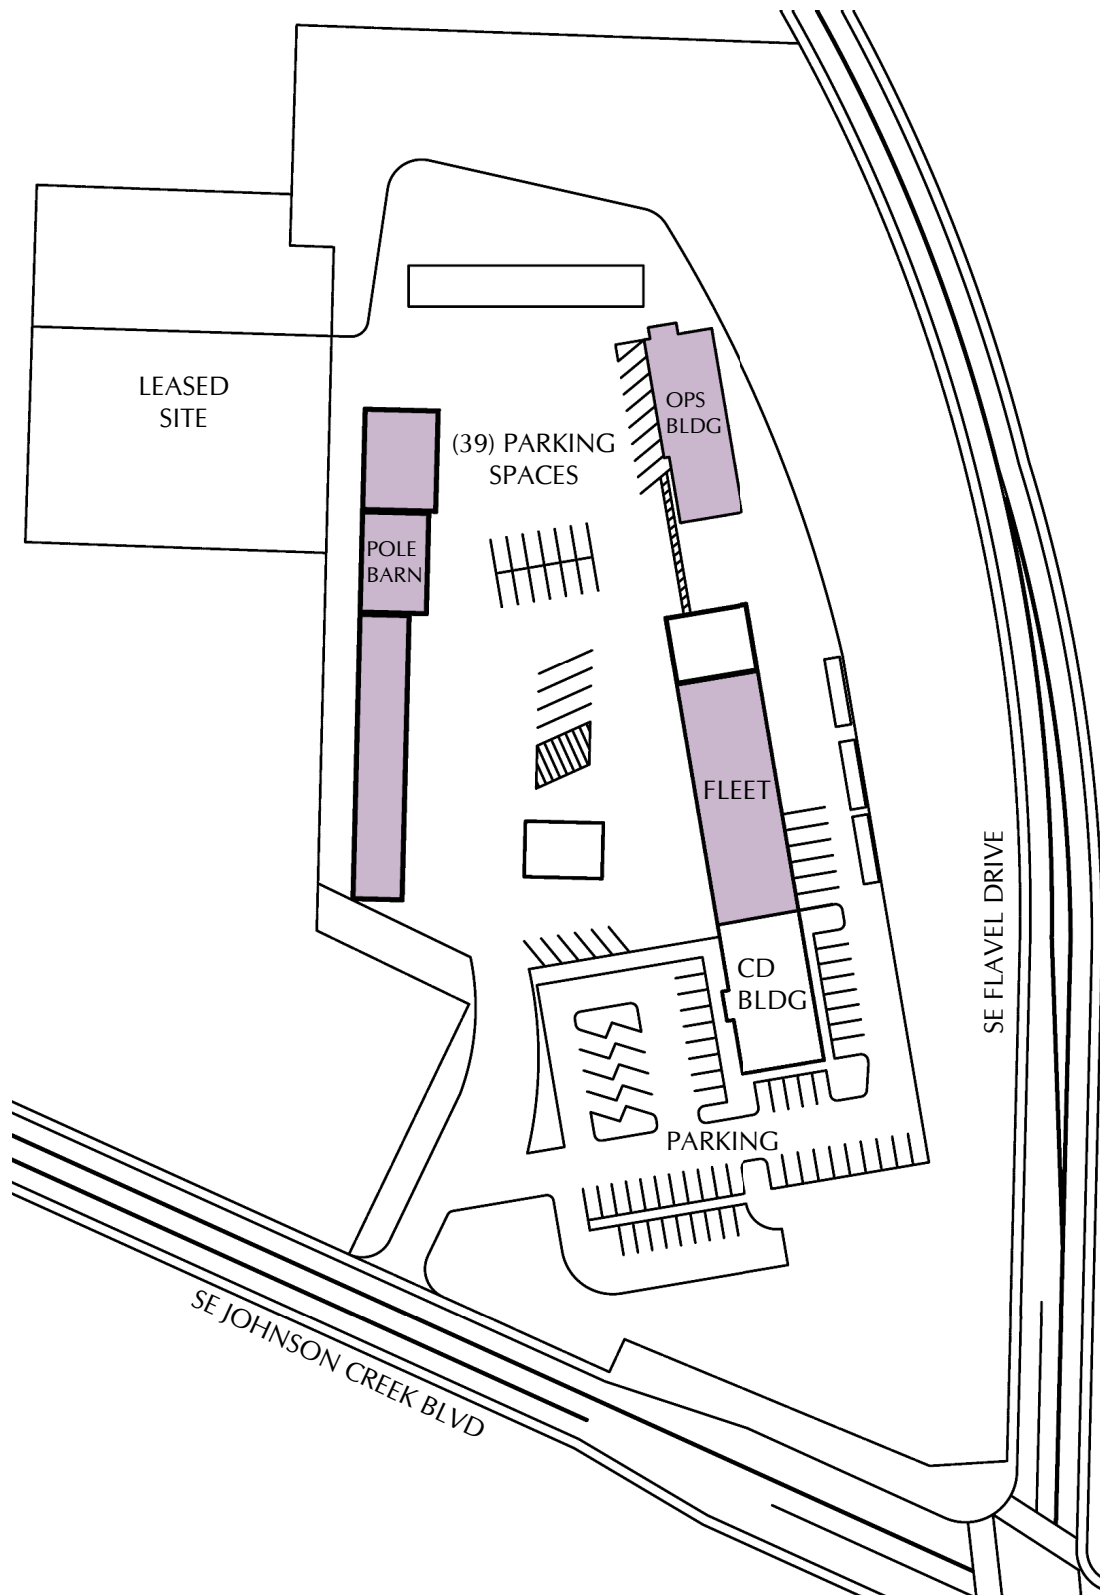 LEASED
SITE
(39) PARKING
SPACES
OPS
BLDG
POLE
BARN
FLEET
CD
BLDG
SE FLAVEL DRIVE
PARKING
SE JOHNSON CREEK BLVD